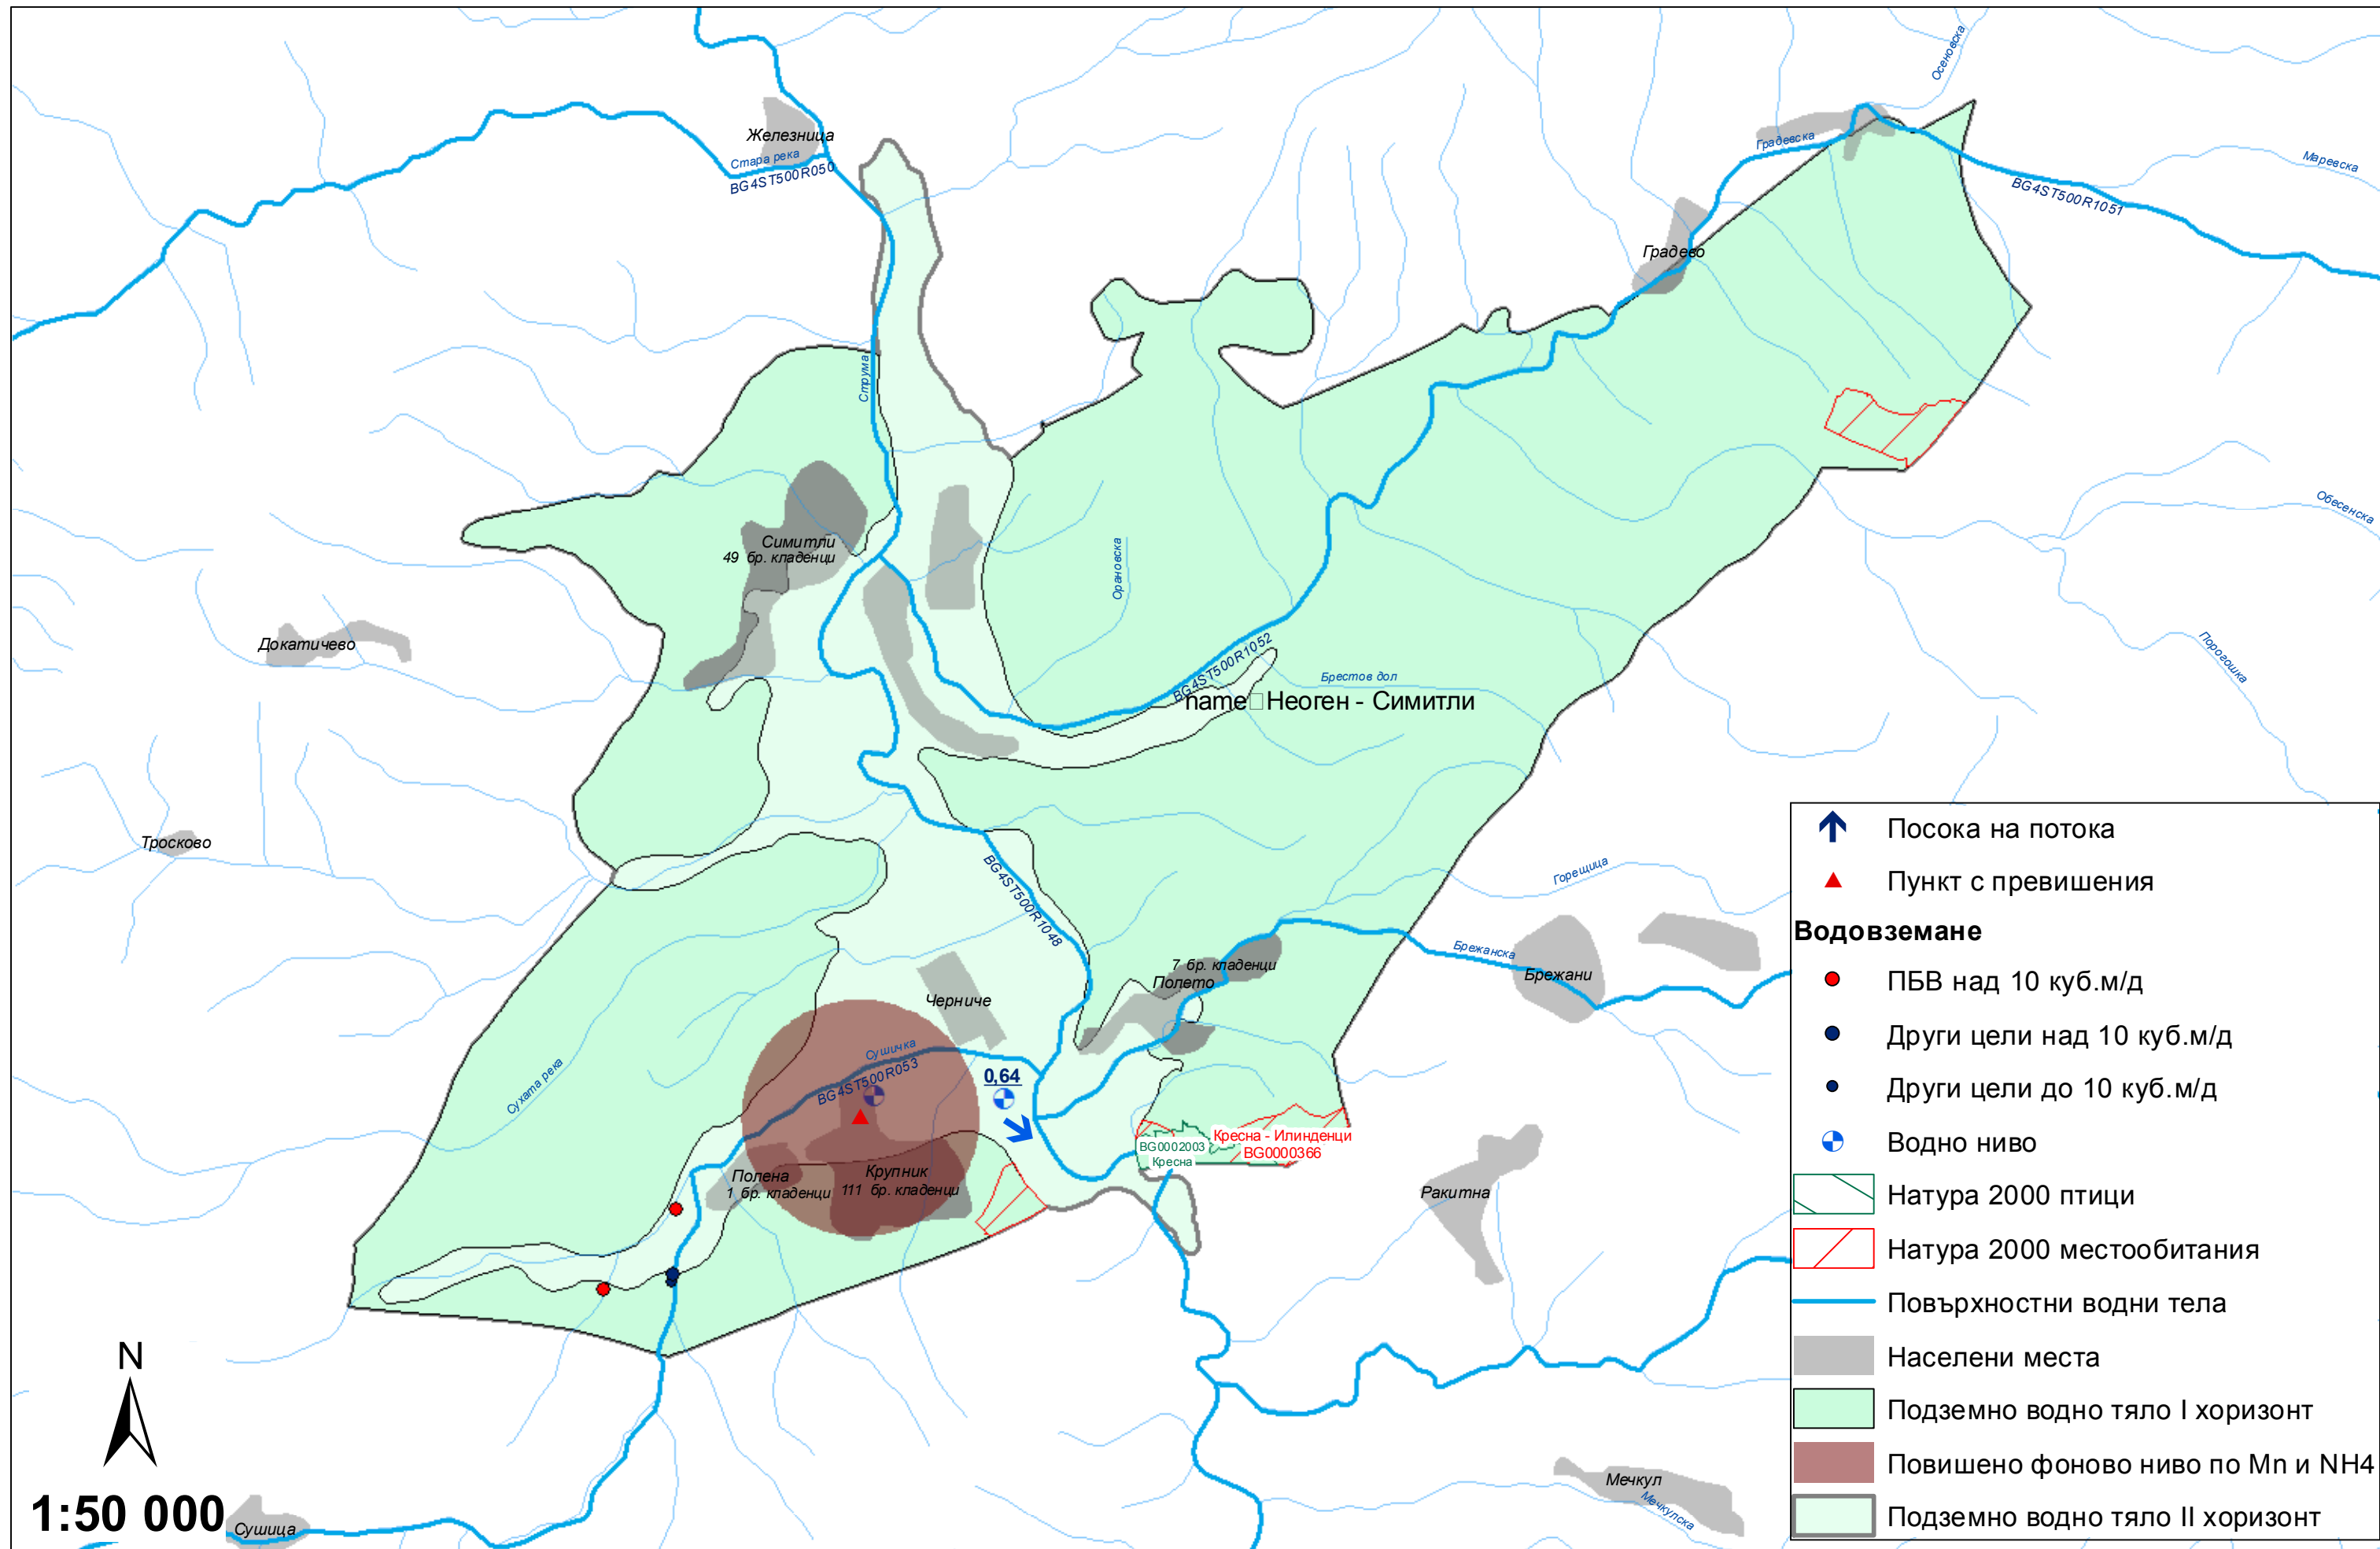 Осеновска
Железница
Стара река
BG4ST500R050
Градевска
Маревска
BG4ST500R1051
Градево
Струма
Обесенска
Симитли
49 бр. кладенци
Орановска
Докатичево
BG4ST500R1052
Брестов дол
Порогошка
name□Неоген - Симитли
Тросково
BG4ST500R1048
Горещица
Брежанска
Брежани
7 бр. кладенци
Полето
Черниче
Сушичка
BG4ST500R053
0,64
Сухата река
BG0002003
Кресна
Кресна - Илинденци
BG0000366
Полена
1 бр. кладенци
Крупник
111 бр. кладенци
Ракитна
Мечкул
Мечкулска
Сушица
N
1:50 000
Посока на потока
Пункт с превишения
Водовземане
ПБВ над 10 куб.м/д
Други цели над 10 куб.м/д
Други цели до 10 куб.м/д
Водно ниво
Натура 2000 птици
Натура 2000 местообитания
Повърхностни водни тела
Населени места
Подземно водно тяло I хоризонт
Повишено фоново ниво по Mn и NH4
Подземно водно тяло II хоризонт